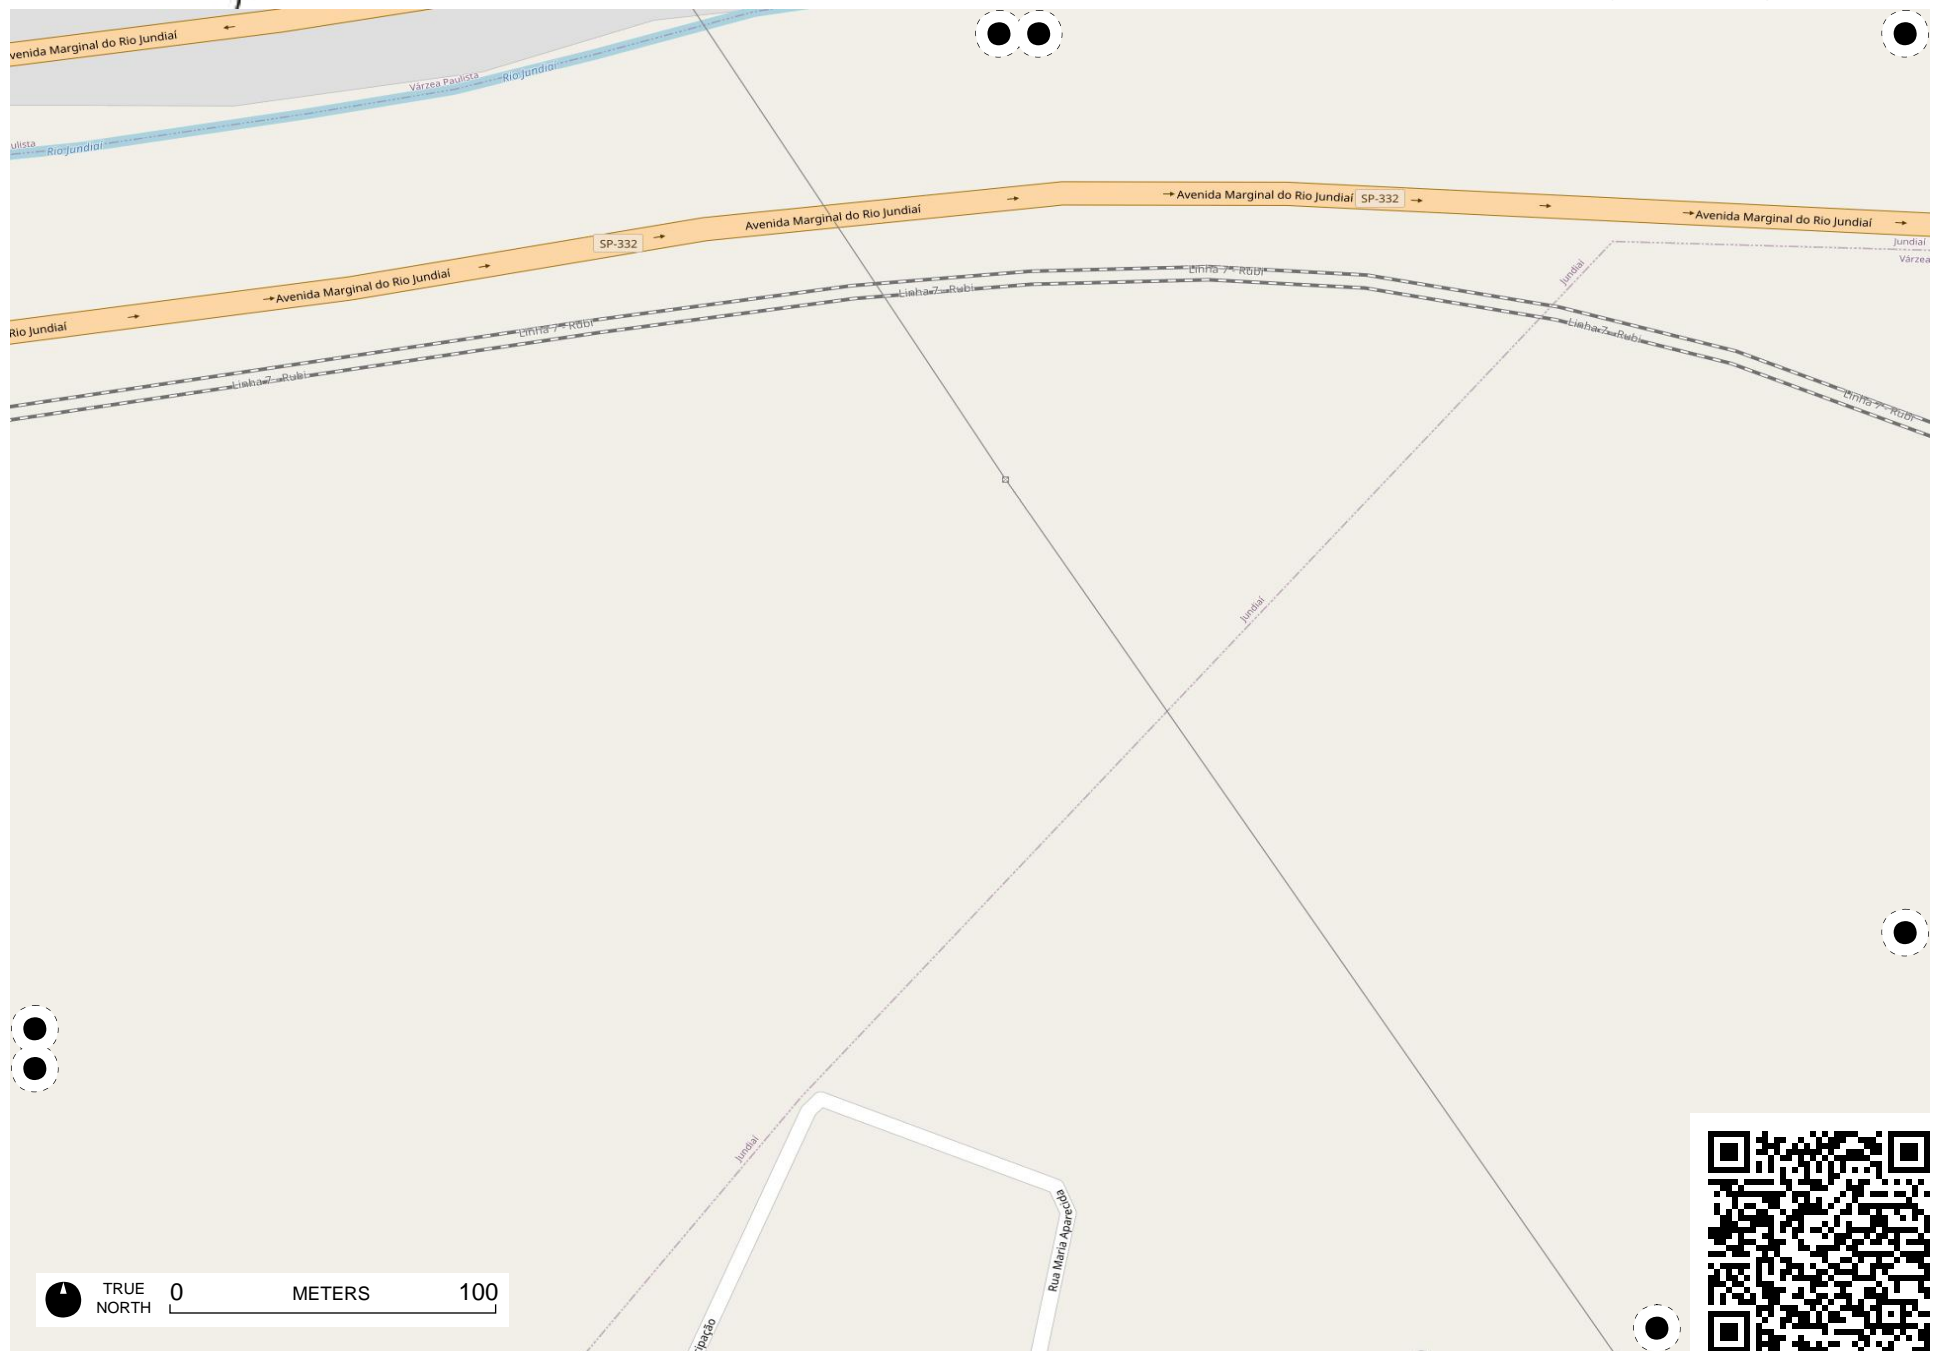 venida Marginal do Rio Jundiaí
Várzea Paulista
Rio Jundiaí
ulista
Rio Jundiaí
Avenida Marginal do Rio Jundiaí
SP-332
Avenida Marginal do Rio Jundiaí
Avenida Marginal do Rio Jundiaí
SP-332
Avenida Marginal do Rio Jundiaí
Jundiaí
Várzea
Rio Jundiaí
Jundiaí
Linha 7 - Rubi
Linha 7 - Rubi
Linha 7 - Rubi
Linha 7 - Rubi
Linha 7 - Rubi
Linha 7 - Rubi
Jundiaí
Jundiaí
Rua Maria Aparecida
ipação
TRUE
NORTH
0 METERS 100